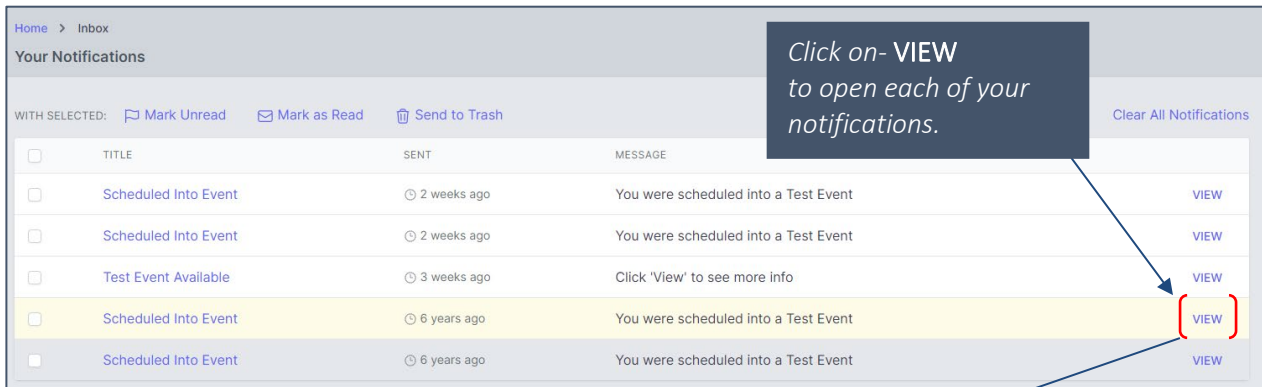 Home > Inbox
Your Notifications
Click on- VIEW
to open each of your
notifications.
WITH SELECTED: Mark Unread Mark as Read Send to Trash Clear All Notifications
TITLE SENT MESSAGE
Scheduled Into Event 2 weeks ago You were scheduled into a Test Event VIEW
Scheduled Into Event 2 weeks ago You were scheduled into a Test Event VIEW
Test Event Available 3 weeks ago Click 'View' to see more info VIEW
Scheduled Into Event 6 years ago You were scheduled into a Test Event VIEW
Scheduled Into Event 6 years ago You were scheduled into a Test Event VIEW